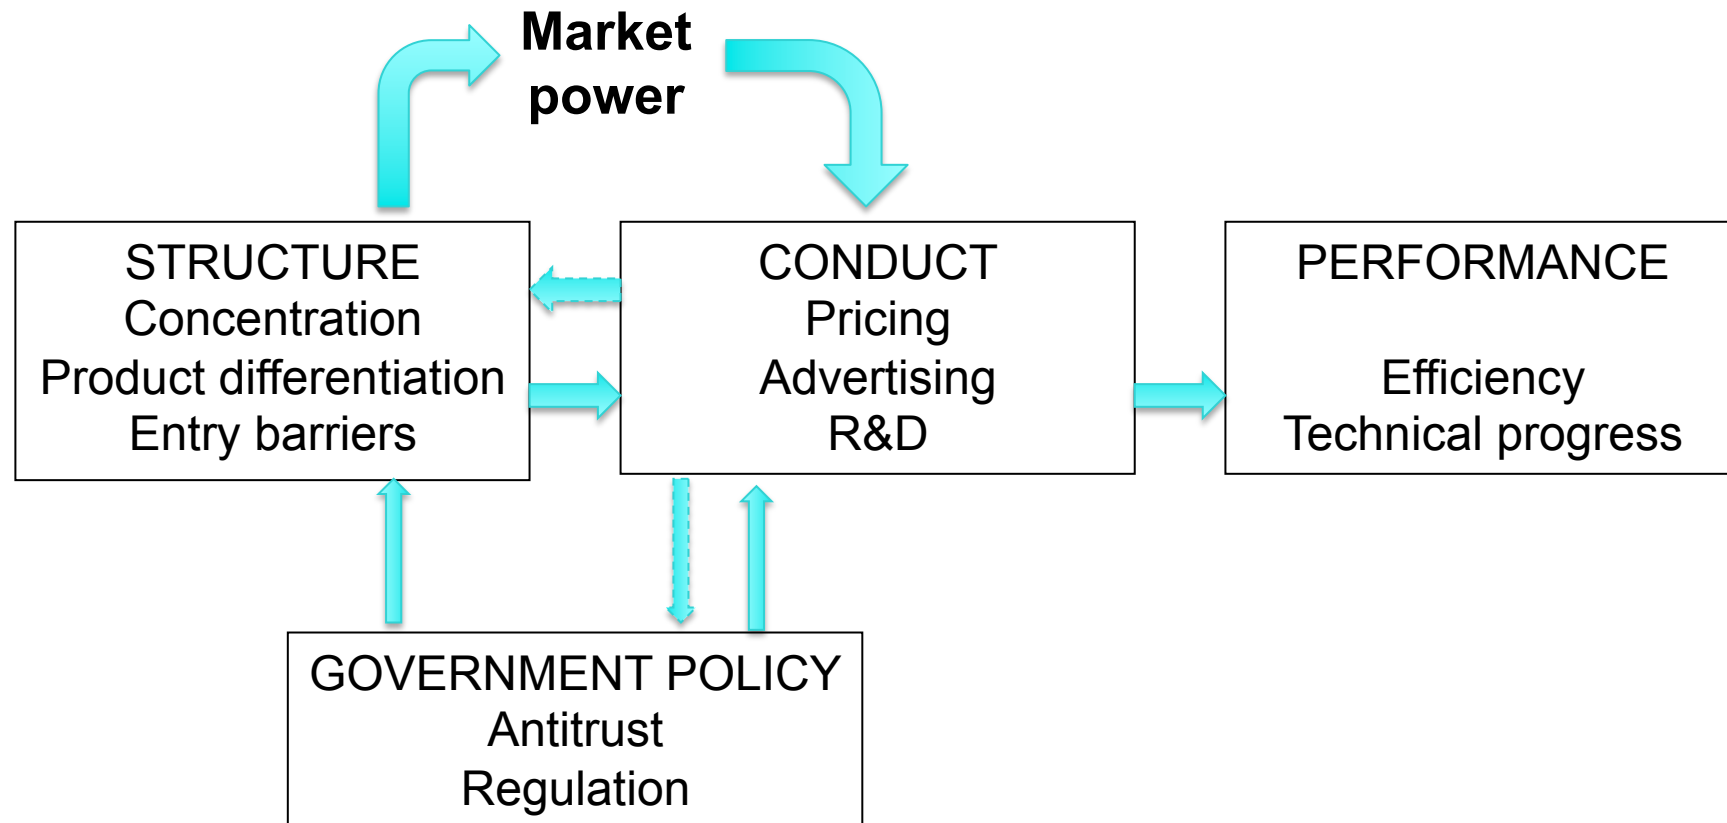 Market
power
STRUCTURE
Concentration
Product differentiation
Entry barriers
CONDUCT
Pricing
Advertising
R&D
PERFORMANCE
Efficiency
Technical progress
GOVERNMENT POLICY
Antitrust
Regulation